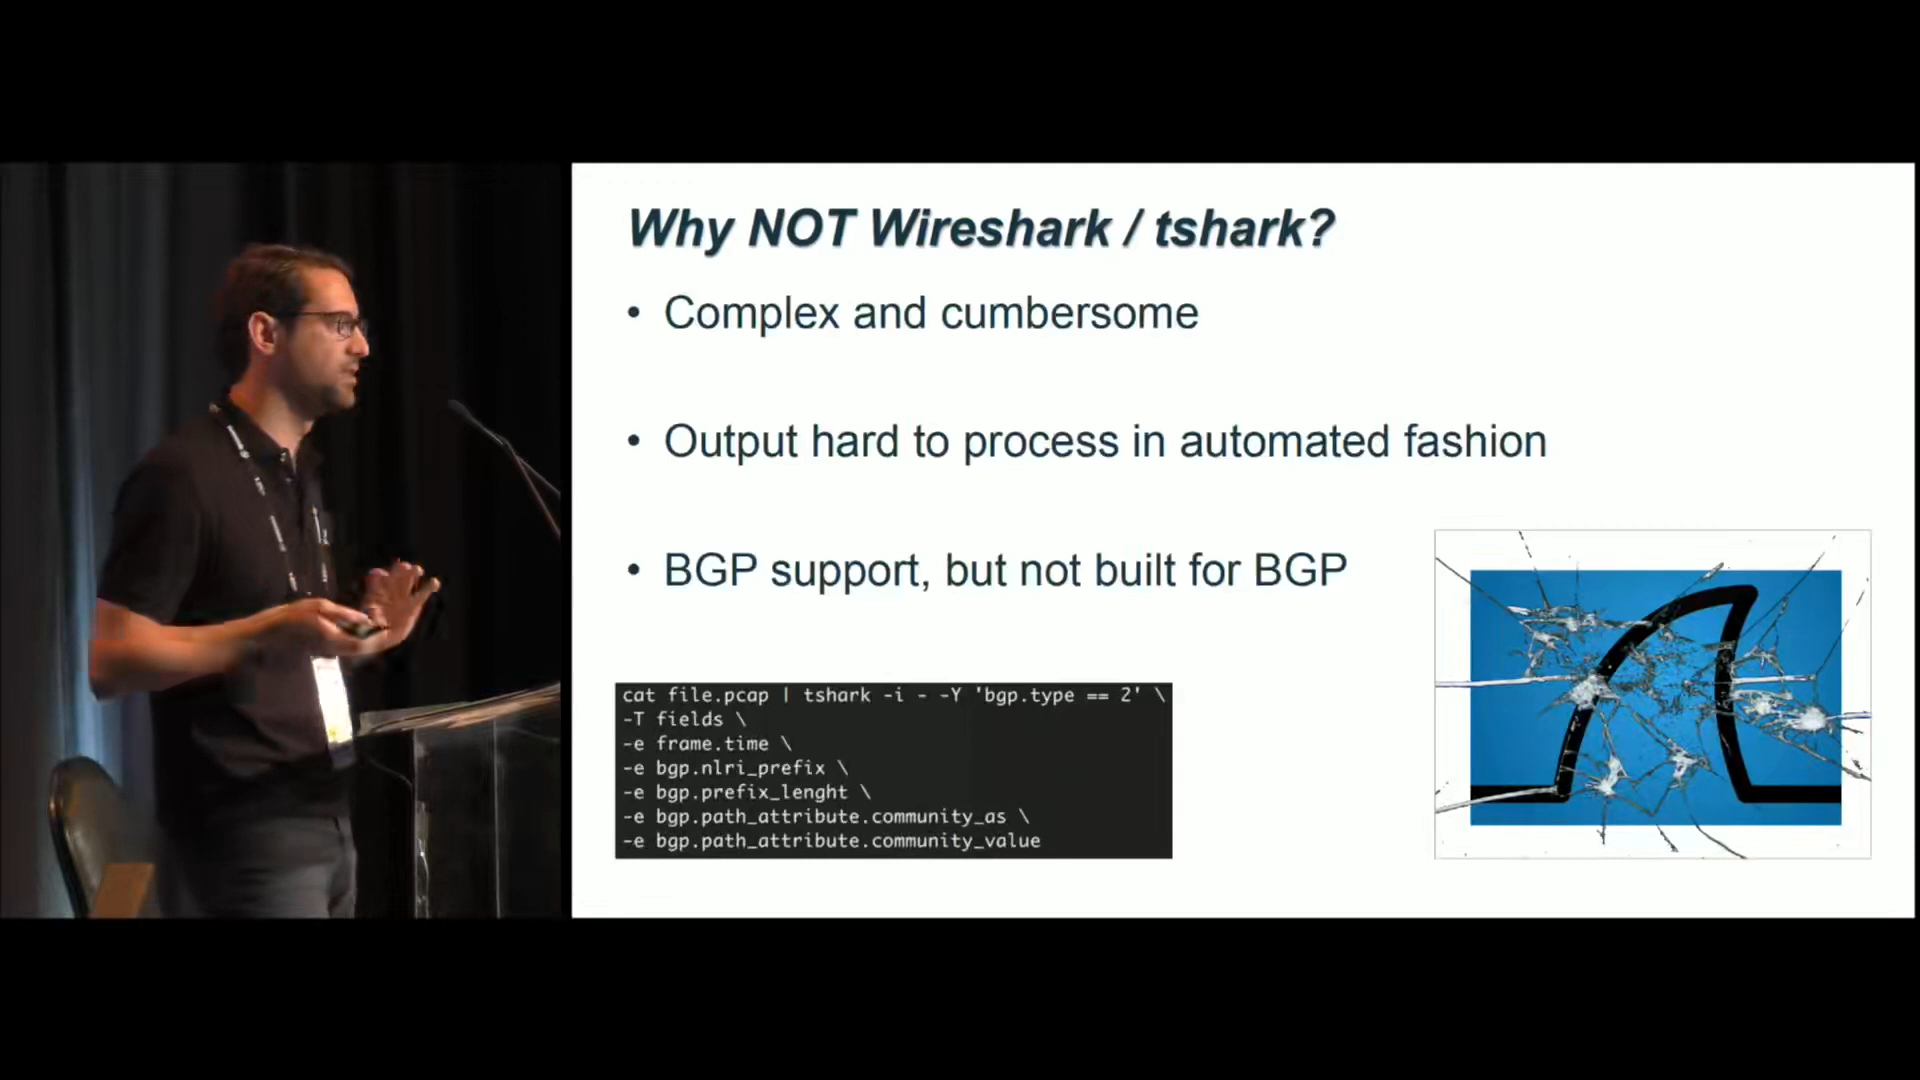 Why NOT Wireshark / tshark?
• Complex and cumbersome
• Output hard to process in automated fashion
• BGP support, but not built for BGP
cat file.pcap | tshark -i - -Y 'bgp.type == 2' \
-T fields \
-e frame.time \
-e bgp.nlri_prefix \
-e bgp.prefix_lenght \
-e bgp.path_attribute.community_as \
-e bgp.path_attribute.community_value